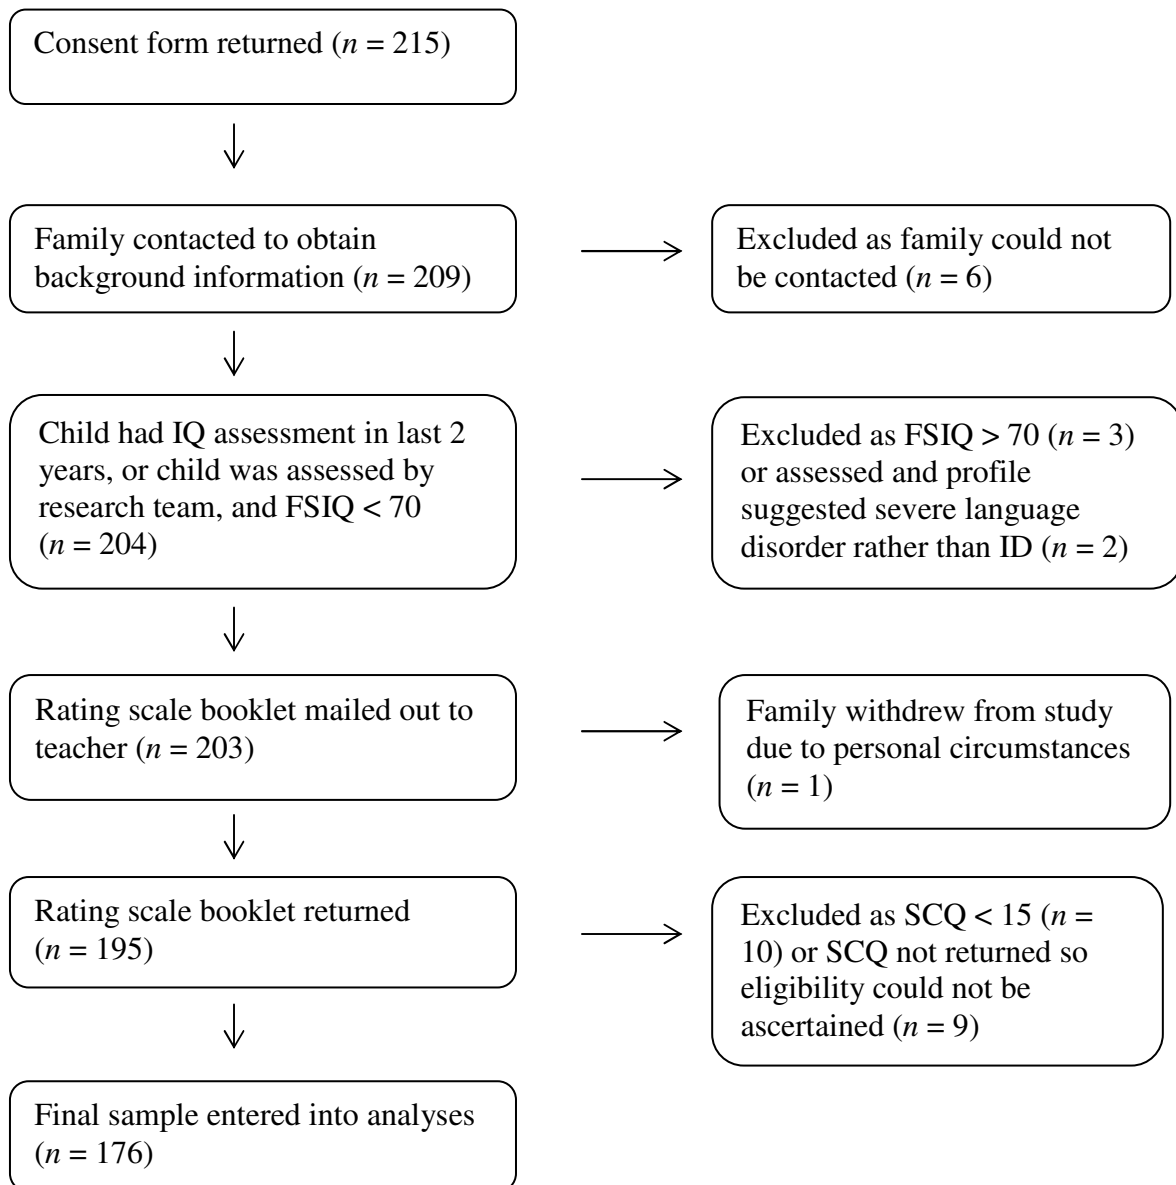 Consent form returned (n = 215)
Family contacted to obtain
background information (n = 209)
Excluded as family could not
be contacted (n = 6)
Child had IQ assessment in last 2
years, or child was assessed by
research team, and FSIQ < 70
(n = 204)
Excluded as FSIQ > 70 (n = 3)
or assessed and profile
suggested severe language
disorder rather than ID (n = 2)
Rating scale booklet mailed out to
teacher (n = 203)
Family withdrew from study
due to personal circumstances
(n = 1)
Rating scale booklet returned
(n = 195)
Excluded as SCQ < 15 (n =
10) or SCQ not returned so
eligibility could not be
ascertained (n = 9)
Final sample entered into analyses
(n = 176)